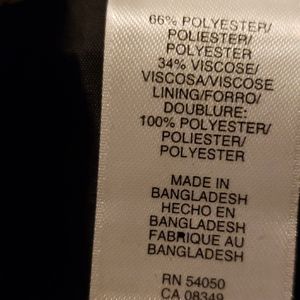 66% POLYESTER/
POLIESTER/
POLYESTER
34% VISCOSE/
VISCOSA/VISCOSE
LINING/FORRO/
DOUBLURE:
100% POLYESTER/
POLIESTER/
POLYESTER
MADE IN
BANGLADESH
HECHO EN
BANGLADESH
FABRIQUE AU
BANGLADESH
RN 54050
CA 08349